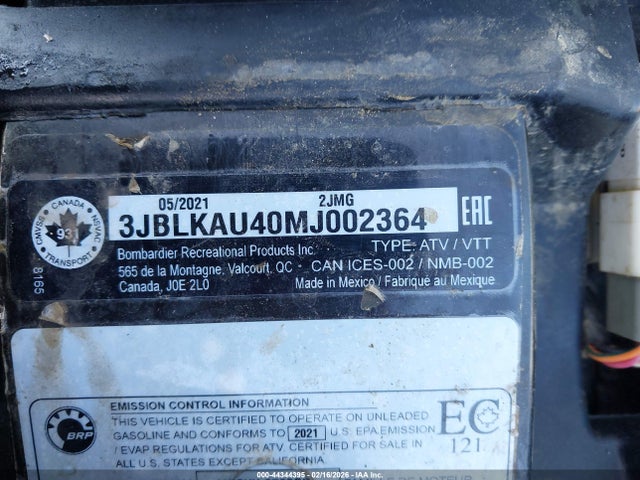 05/2021 2JMG
3JBLKAU40MJ002364
EAC
CANADA
CMVSS NSVAC
931
TRANSPORT
8165
Bombardier Recreational Products Inc. TYPE: ATV / VTT
565 de la Montagne, Valcourt, QC - CAN ICES-002 / NMB-002
Canada, J0E 2L0 Made in Mexico / Fabriqué au Mexique
EMISSION CONTROL INFORMATION
THIS VEHICLE IS CERTIFIED TO OPERATE ON UNLEADED
GASOLINE AND CONFORMS TO 2021 U.S. EPA EMISSION
/ EVAP REGULATIONS FOR ATV. CERTIFIED FOR SALE IN
ALL U.S. STATES EXCEPT CALIFORNIA.
BRP
EC
121
000-44344395 - 02/16/2026 - IAA Inc.